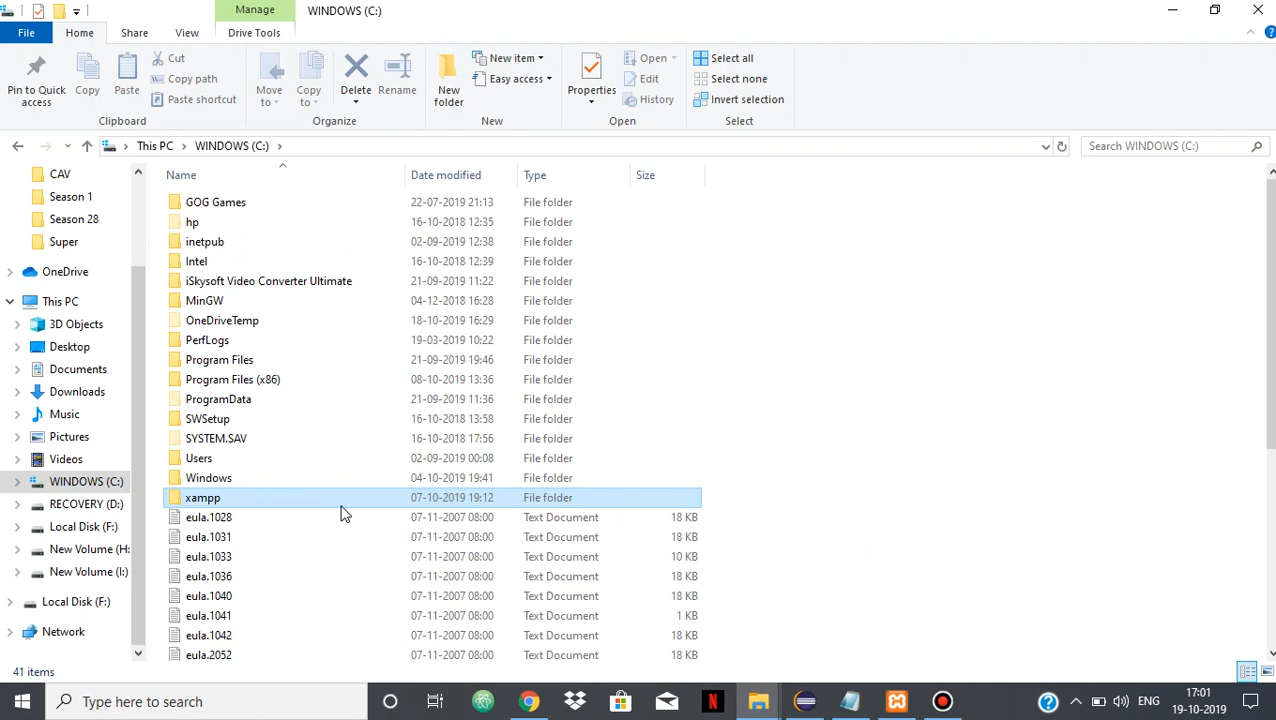 Manage
WINDOWS (C:)
File
Home
Share
View
Drive Tools
Pin to Quick access
Copy
Paste
Cut
Copy path
Paste shortcut
Clipboard
Move to
Copy to
Delete
Rename
Organize
New folder
New item
Easy access
New
Properties
Open
Edit
History
Open
Select all
Select none
Invert selection
Select
This PC > WINDOWS (C:) >
Search WINDOWS (C:)
CAV
Season 1
Season 28
Super
OneDrive
This PC
3D Objects
Desktop
Documents
Downloads
Music
Pictures
Videos
WINDOWS (C:)
RECOVERY (D:)
Local Disk (F:)
New Volume (H:
New Volume (I:)
Local Disk (F:)
Network
Name Date modified Type Size
GOG Games 22-07-2019 21:13 File folder
hp 16-10-2018 12:35 File folder
inetpub 02-09-2019 12:38 File folder
Intel 16-10-2018 12:39 File folder
iSkysoft Video Converter Ultimate 21-09-2019 11:22 File folder
MinGW 04-12-2018 16:28 File folder
OneDriveTemp 18-10-2019 16:29 File folder
PerfLogs 19-03-2019 10:22 File folder
Program Files 21-09-2019 19:46 File folder
Program Files (x86) 08-10-2019 13:36 File folder
ProgramData 21-09-2019 11:36 File folder
SWSetup 16-10-2018 13:58 File folder
SYSTEM.SAV 16-10-2018 17:56 File folder
Users 02-09-2019 00:08 File folder
Windows 04-10-2019 19:41 File folder
xampp 07-10-2019 19:12 File folder
eula.1028 07-11-2007 08:00 Text Document 18 KB
eula.1031 07-11-2007 08:00 Text Document 18 KB
eula.1033 07-11-2007 08:00 Text Document 10 KB
eula.1036 07-11-2007 08:00 Text Document 18 KB
eula.1040 07-11-2007 08:00 Text Document 18 KB
eula.1041 07-11-2007 08:00 Text Document 1 KB
eula.1042 07-11-2007 08:00 Text Document 18 KB
eula.2052 07-11-2007 08:00 Text Document 18 KB
41 items
Type here to search
N
ENG
17:01
19-10-2019